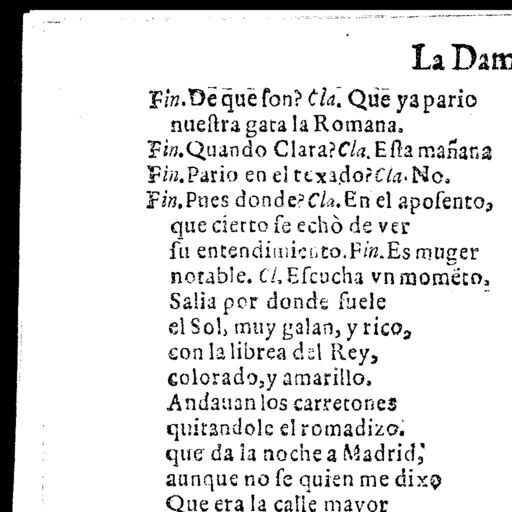 La Dam
Fin. De que son? Cla. Que ya pario
nuestra gata la Romana.
Fin. Quando Clara? Cla. Esta mañana
Fin. Pario en el texado? Cla. No.
Fin. Pues donde? Cla. En el aposento,
que cierto se echò de ver
su entendimiento. Fin. Es muger
notable. Cl. Escucha vn momẽto,
Salia por donde suele
el Sol, muy galan, y rico,
con la librea del Rey,
colorado, y amarillo.
Andauan los carretones
quitandole el romadizo.
que da la noche a Madrid,
aunque no se quien me dixo
Que era la calle mayor